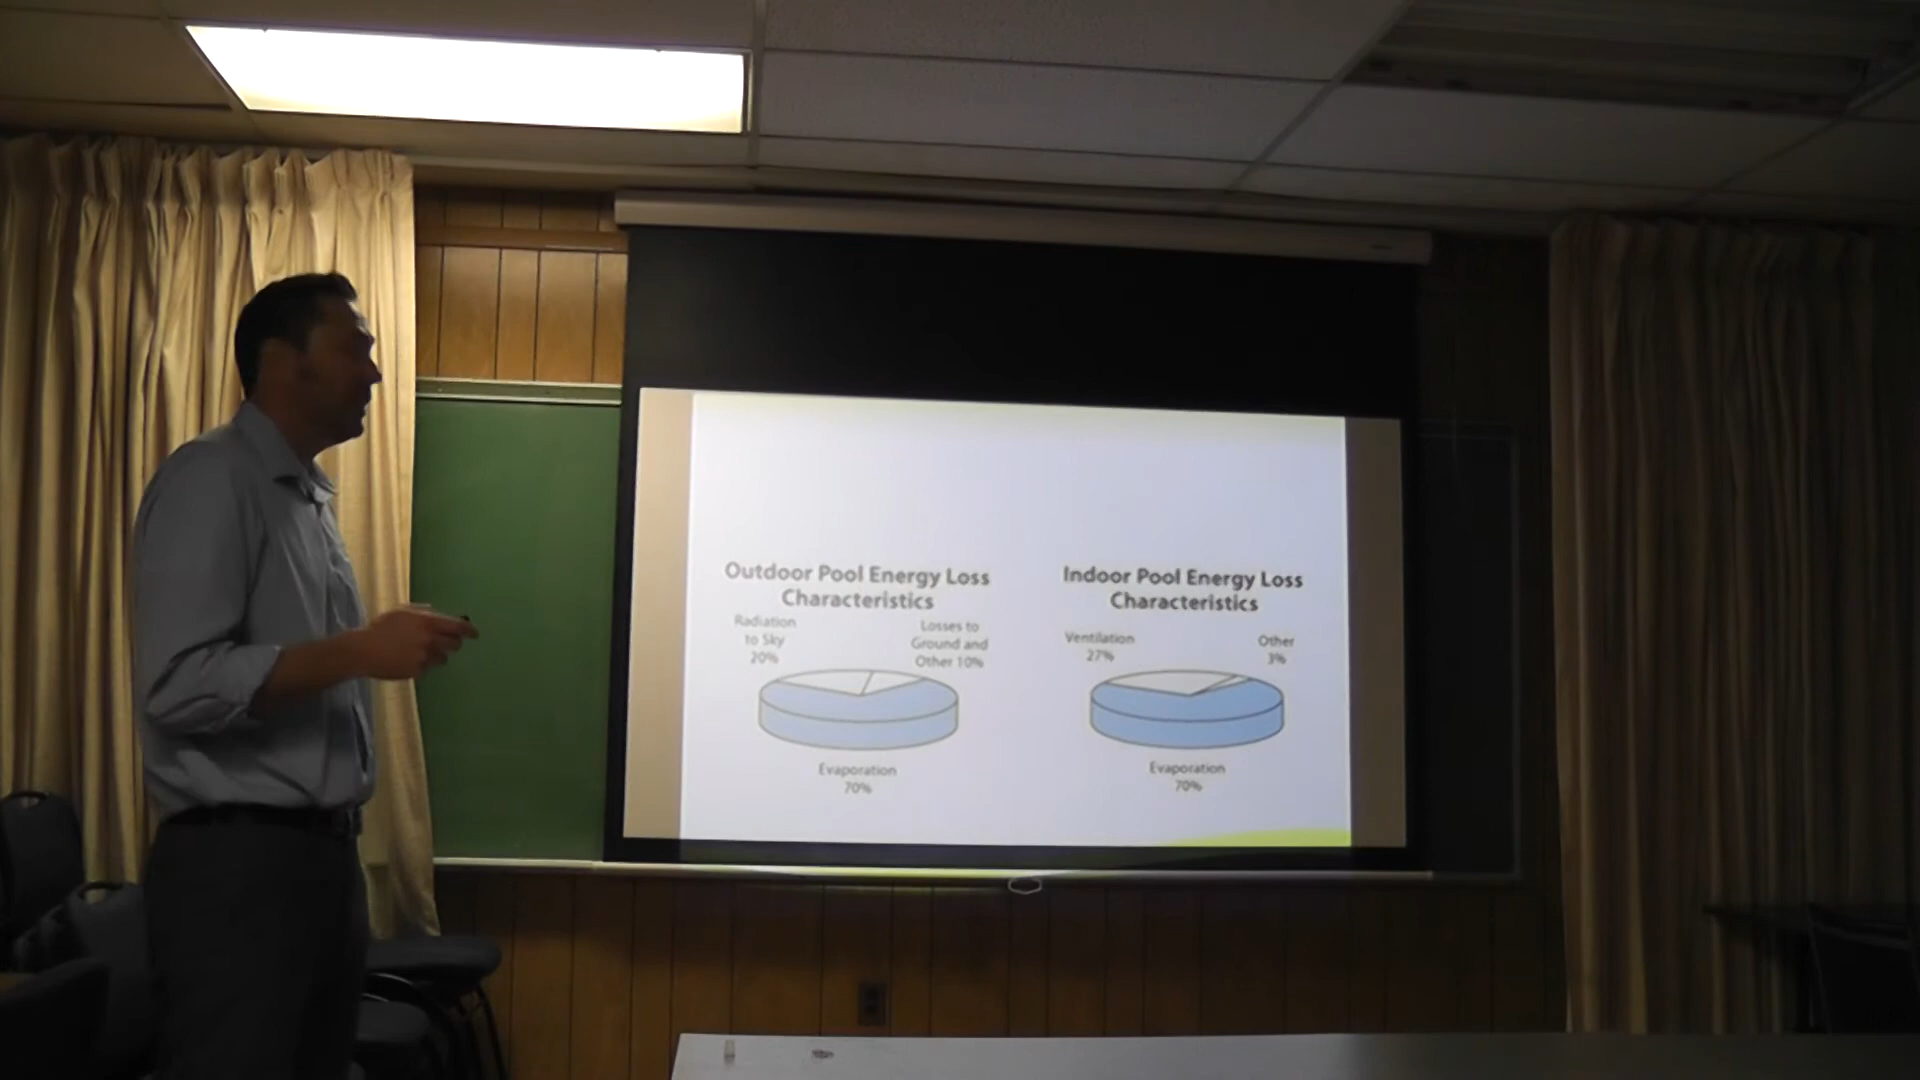 Outdoor Pool Energy Loss
Characteristics
Radiation
to Sky
20%
Losses to
Ground and
Other 10%
Evaporation
70%
Indoor Pool Energy Loss
Characteristics
Ventilation
27%
Other
3%
Evaporation
70%